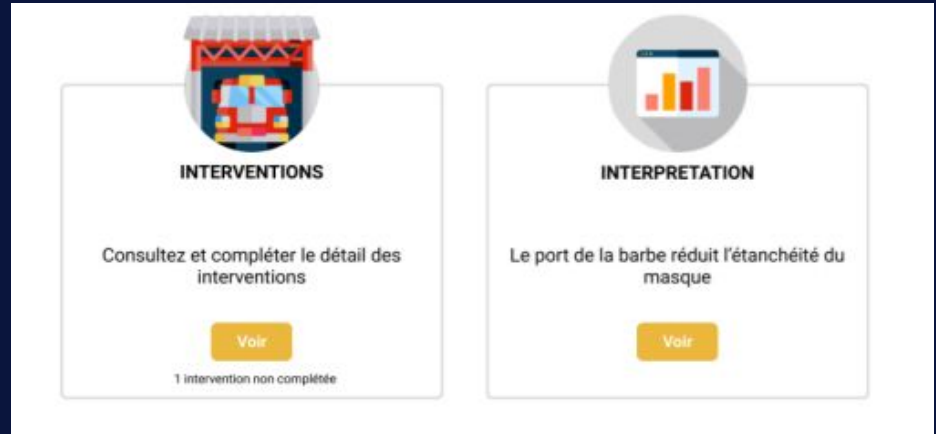 INTERVENTIONS
Consultez et compléter le détail des
interventions
Voir
1 intervention non complétée
INTERPRETATION
Le port de la barbe réduit l'étanchéité du
masque
Voir